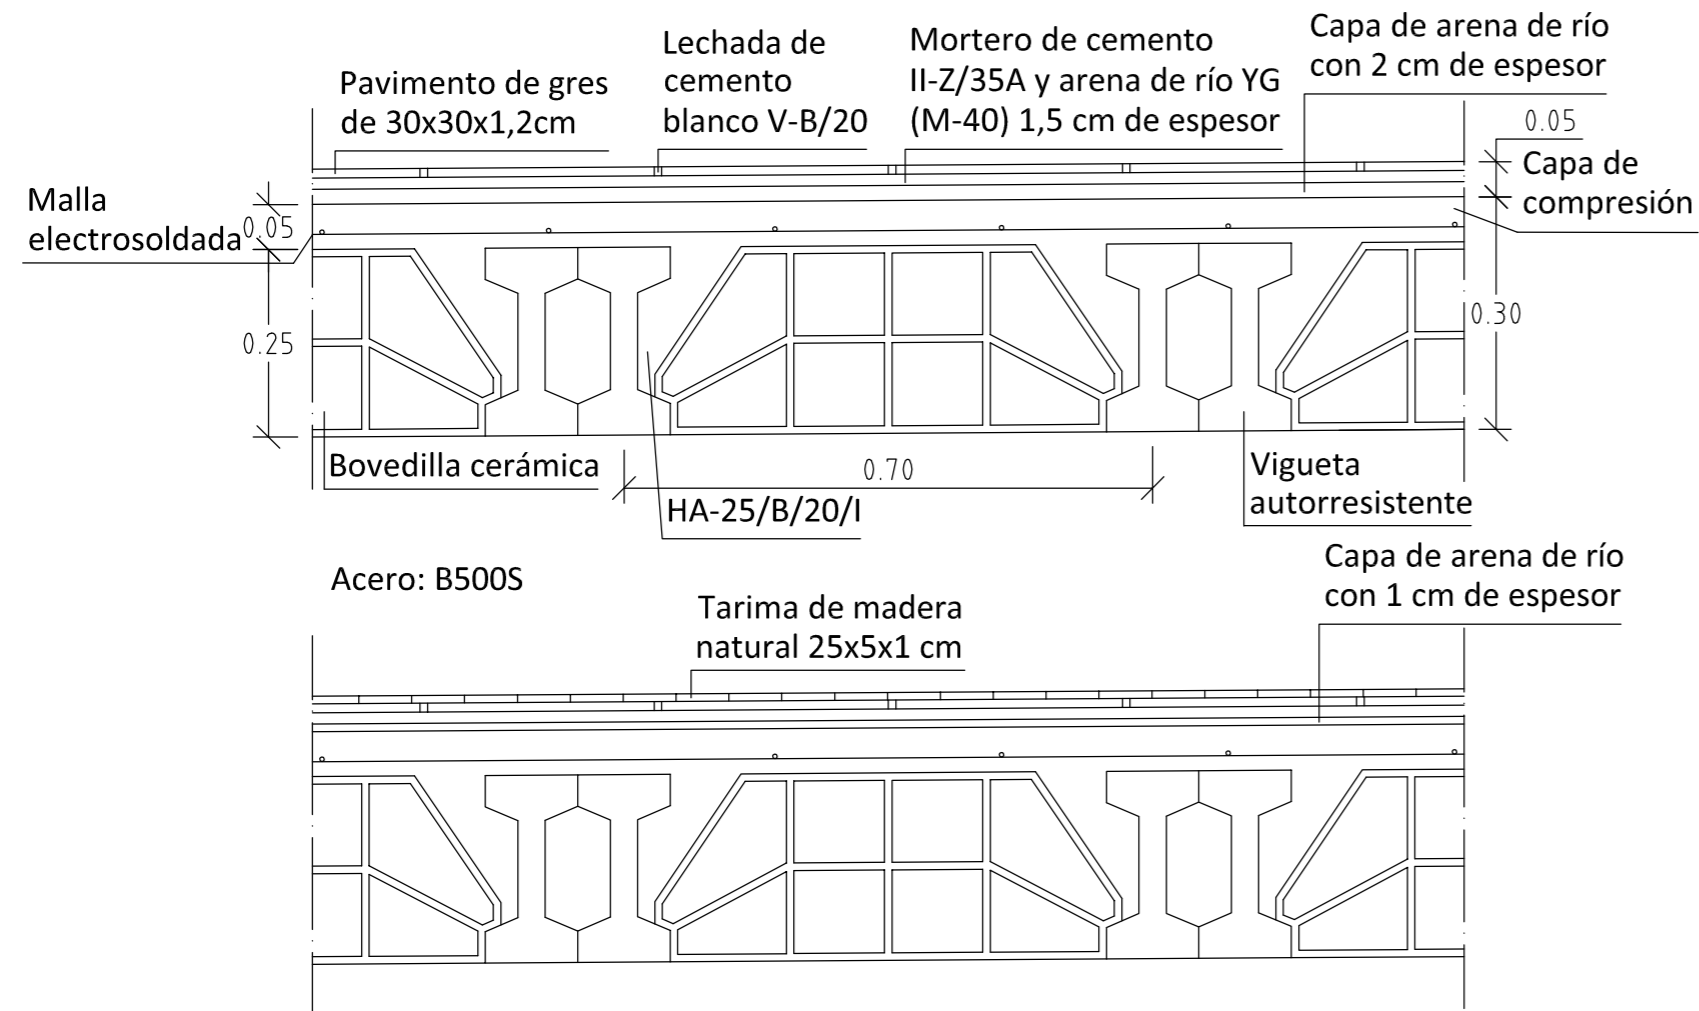 Pavimento de gres
de 30x30x1,2cm
Lechada de
cemento
blanco V-B/20
Mortero de cemento
II-Z/35A y arena de río YG
(M-40) 1,5 cm de espesor
Capa de arena de río
con 2 cm de espesor
0.05
Capa de
compresión
Malla
electrosoldada
0.05
0.25
0.30
Bovedilla cerámica
0.70
HA-25/B/20/I
Vigueta
autorresistente
Acero: B500S
Tarima de madera
natural 25x5x1 cm
Capa de arena de río
con 1 cm de espesor